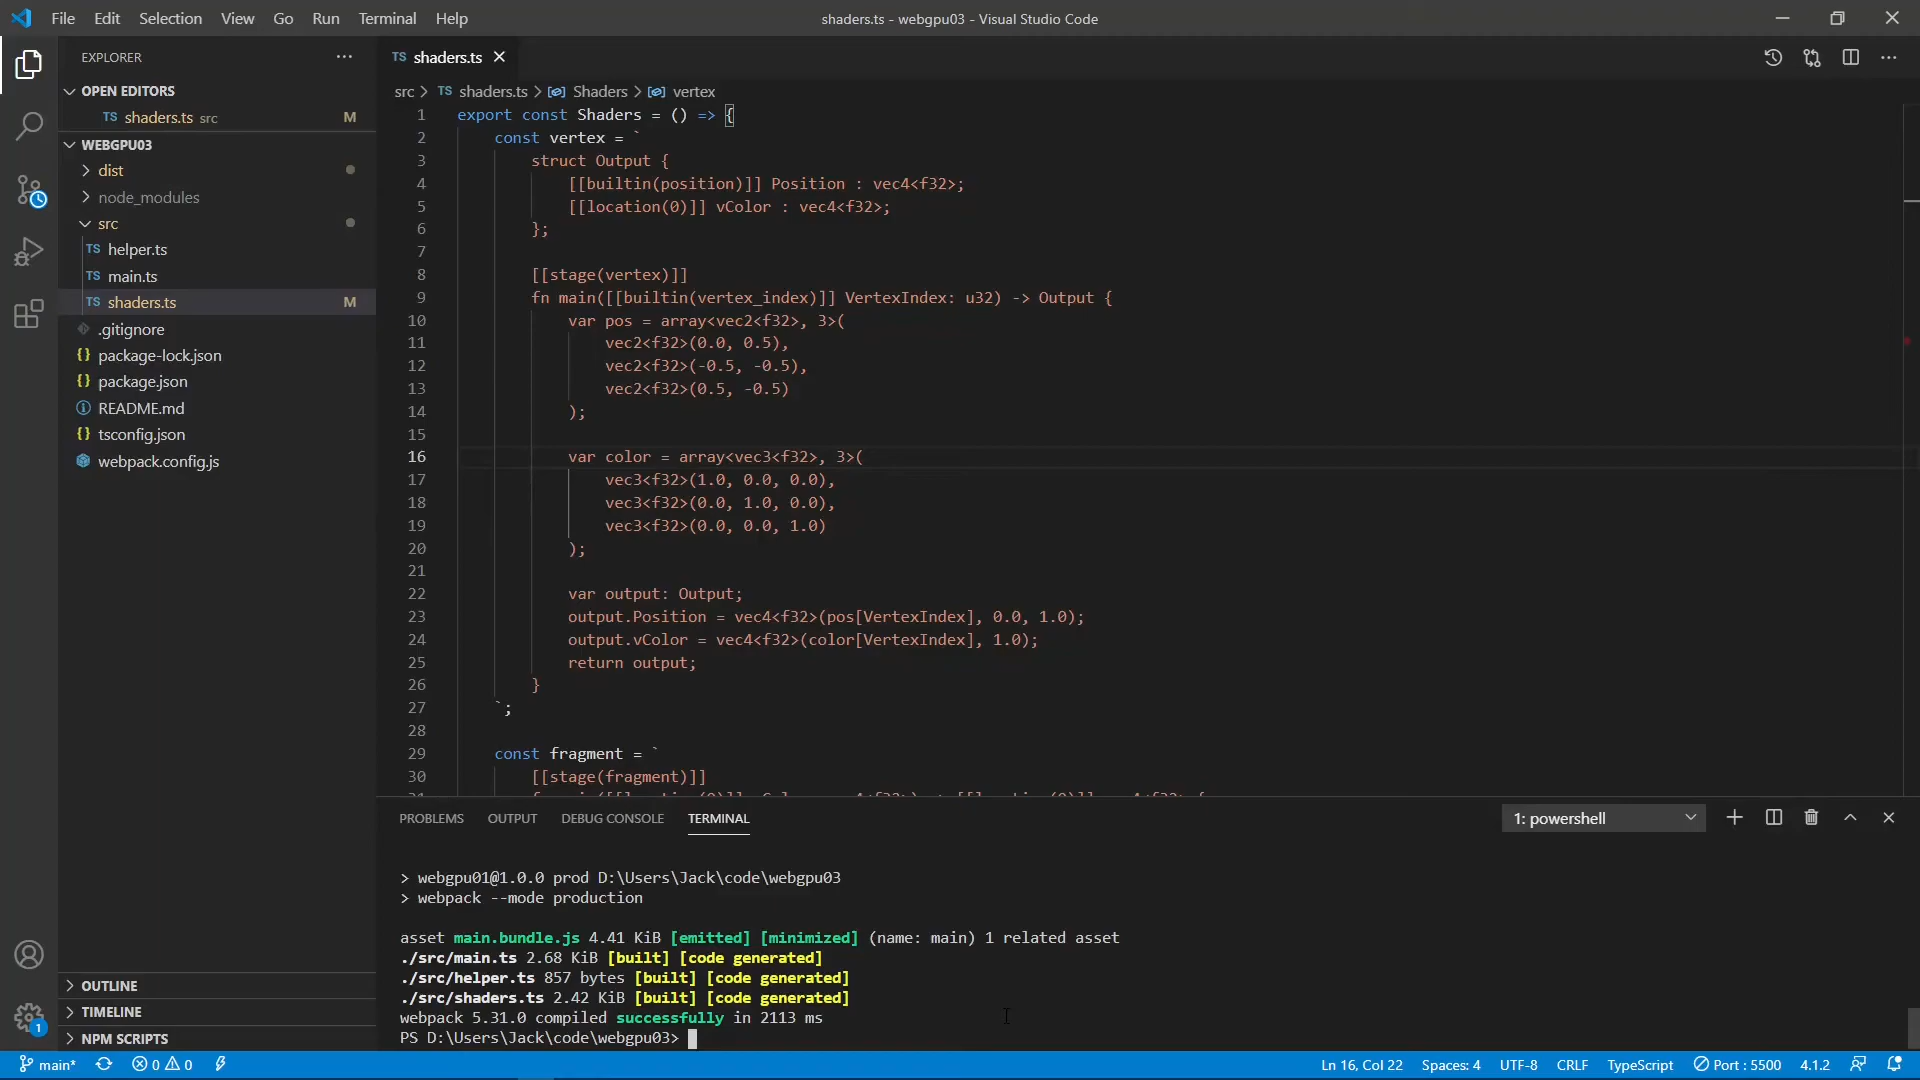 File Edit Selection View Go Run Terminal Help
shaders.ts - webgpu03 - Visual Studio Code
EXPLORER
OPEN EDITORS
TS shaders.ts src M
WEBGPU03
dist
node_modules
src
TS helper.ts
TS main.ts
TS shaders.ts M
.gitignore
{} package-lock.json
{} package.json
README.md
{} tsconfig.json
webpack.config.js
OUTLINE
TIMELINE
NPM SCRIPTS
1
TS shaders.ts
src > TS shaders.ts > Shaders > vertex
1 export const Shaders = () => {
2 const vertex = `
3 struct Output {
4 [[builtin(position)]] Position : vec4<f32>;
5 [[location(0)]] vColor : vec4<f32>;
6 };
7
8 [[stage(vertex)]]
9 fn main([[builtin(vertex_index)]] VertexIndex: u32) -> Output {
10 var pos = array<vec2<f32>, 3>(
11 vec2<f32>(0.0, 0.5),
12 vec2<f32>(-0.5, -0.5),
13 vec2<f32>(0.5, -0.5)
14 );
15
16 var color = array<vec3<f32>, 3>(
17 vec3<f32>(1.0, 0.0, 0.0),
18 vec3<f32>(0.0, 1.0, 0.0),
19 vec3<f32>(0.0, 0.0, 1.0)
20 );
21
22 var output: Output;
23 output.Position = vec4<f32>(pos[VertexIndex], 0.0, 1.0);
24 output.vColor = vec4<f32>(color[VertexIndex], 1.0);
25 return output;
26 }
27 `;
28
29 const fragment = `
30 [[stage(fragment)]]
PROBLEMS OUTPUT DEBUG CONSOLE TERMINAL
1: powershell
> webgpu01@1.0.0 prod D:\Users\Jack\code\webgpu03
> webpack --mode production
asset main.bundle.js 4.41 KiB [emitted] [minimized] (name: main) 1 related asset
./src/main.ts 2.68 KiB [built] [code generated]
./src/helper.ts 857 bytes [built] [code generated]
./src/shaders.ts 2.42 KiB [built] [code generated]
webpack 5.31.0 compiled successfully in 2113 ms
PS D:\Users\Jack\code\webgpu03>
main* 0 0
Ln 16, Col 22 Spaces: 4 UTF-8 CRLF TypeScript Port : 5500 4.1.2